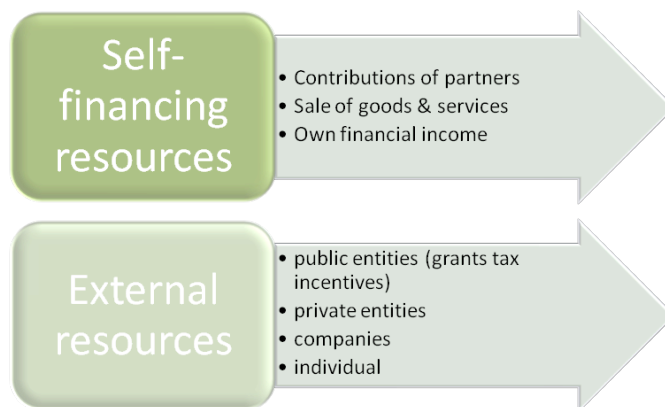 Self-
financing
resources
• Contributions of partners
• Sale of goods & services
• Own financial income
External
resources
• public entities (grants tax
incentives)
• private entities
• companies
• individual